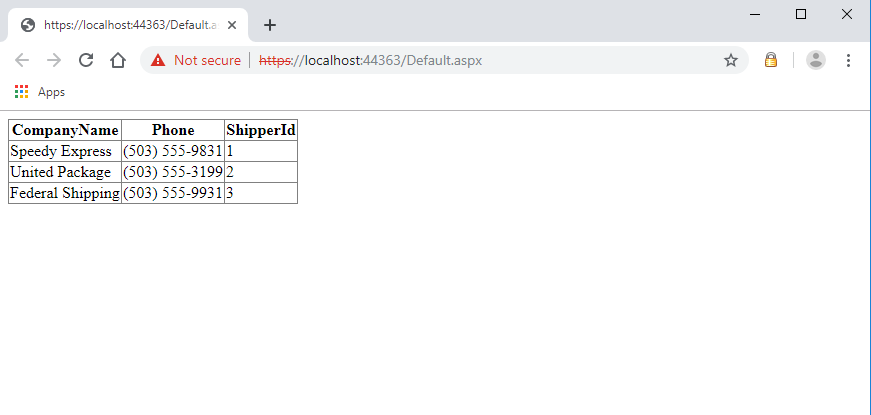 https://localhost:44363/Default.a
Not secure https://localhost:44363/Default.aspx
Apps
CompanyName Phone ShipperId
Speedy Express (503) 555-9831 1
United Package (503) 555-3199 2
Federal Shipping (503) 555-9931 3